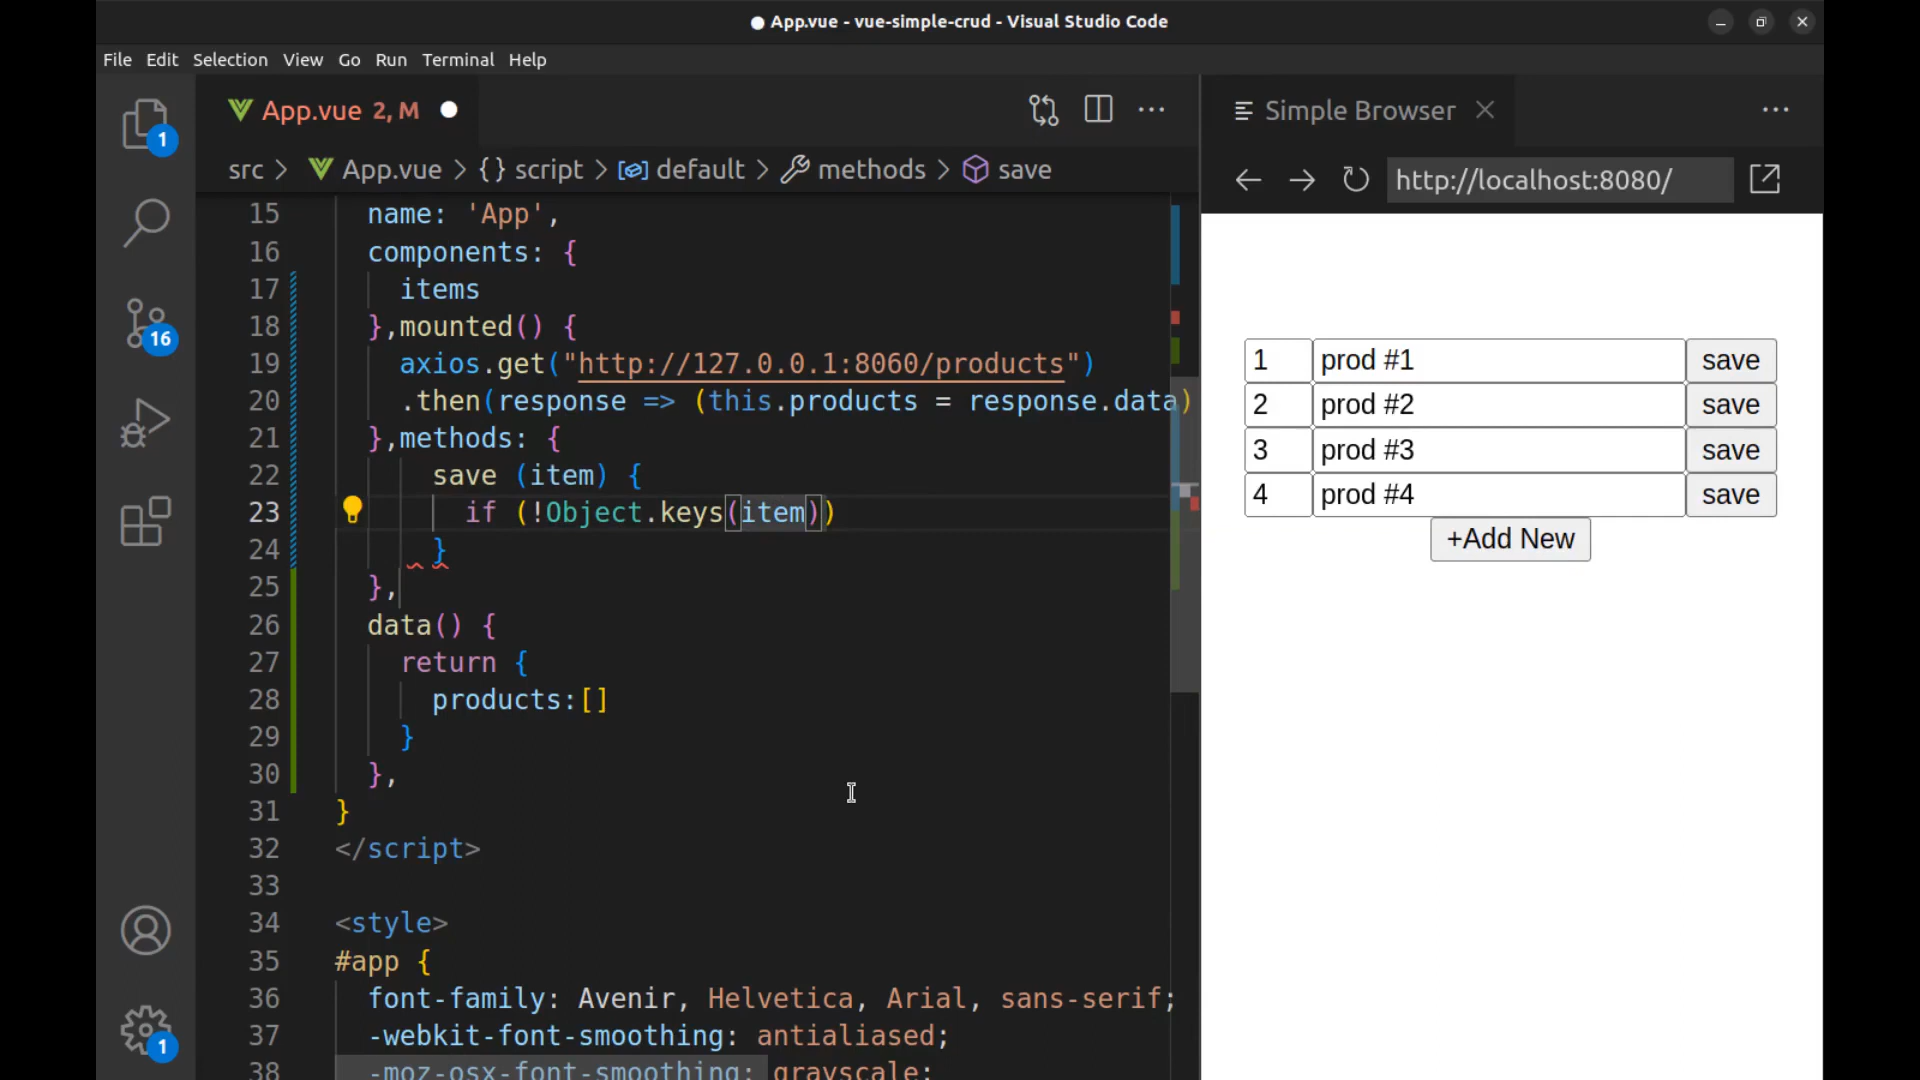 ● App.vue - vue-simple-crud - Visual Studio Code
File Edit Selection View Go Run Terminal Help
App.vue 2, M ●
Simple Browser
src > App.vue > {} script > default > methods > save
http://localhost:8080/
1
16
1
15 name: 'App',
16 components: {
17 items
18 },mounted() {
19 axios.get("http://127.0.0.1:8060/products")
20 .then(response => (this.products = response.data)
21 },methods: {
22 save (item) {
23 if (!Object.keys(item))
24 }
25 },
26 data() {
27 return {
28 products:[]
29 }
30 },
31 }
32 </script>
33
34 <style>
35 #app {
36 font-family: Avenir, Helvetica, Arial, sans-serif;
37 -webkit-font-smoothing: antialiased;
38 -moz-osx-font-smoothing: grayscale;
1 prod #1 save
2 prod #2 save
3 prod #3 save
4 prod #4 save
+Add New